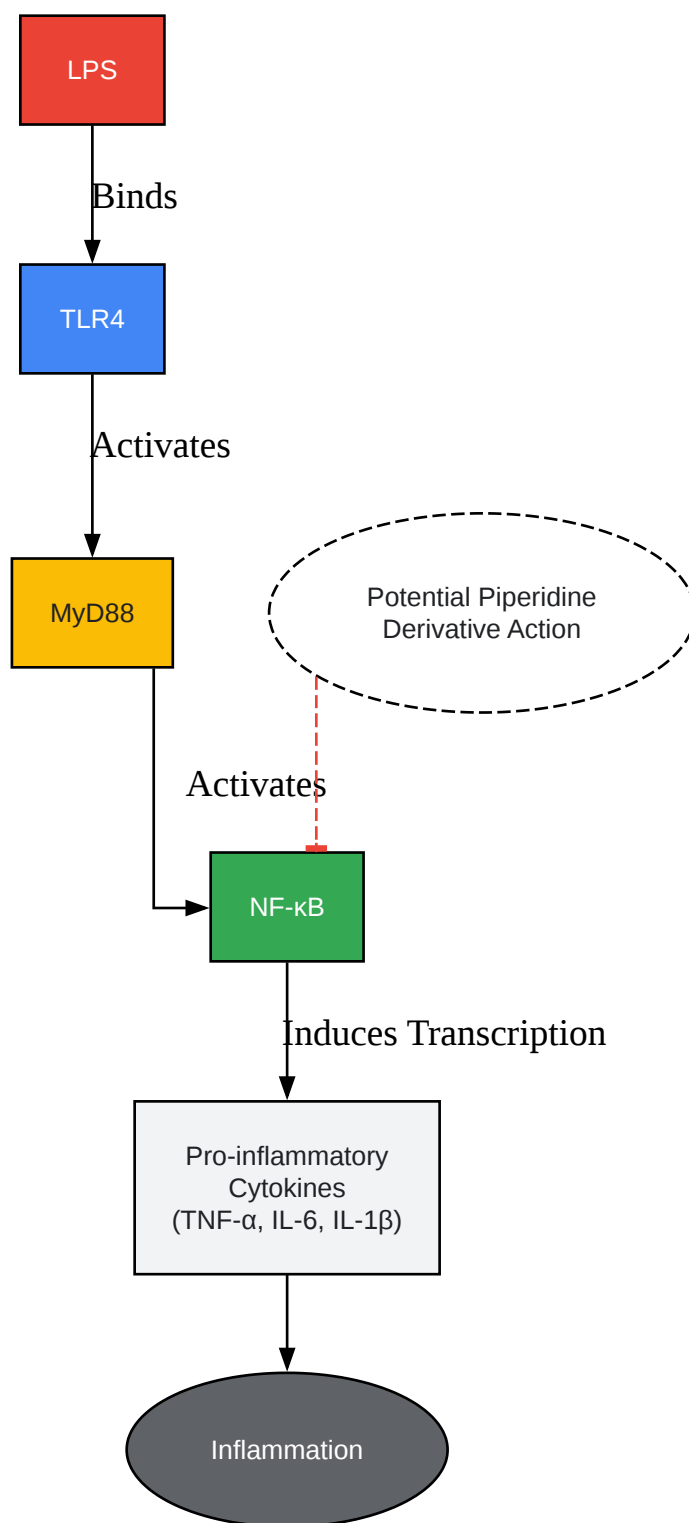 LPS
Binds
TLR4
Activates
MyD88
Potential Piperidine
Derivative Action
Activates
NF-κB
Induces Transcription
Pro-inflammatory
Cytokines
(TNF-α, IL-6, IL-1β)
Inflammation